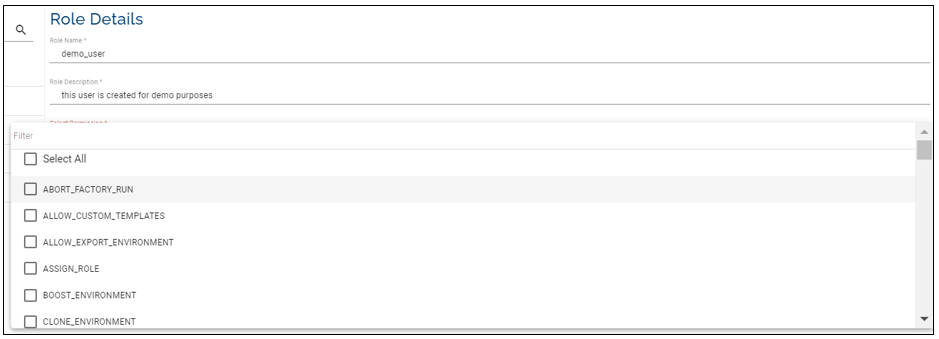 Role Details
Role Name *
demo_user
Role Description *
this user is created for demo purposes
Select Permission *
Filter
Select All
ABORT_FACTORY_RUN
ALLOW_CUSTOM_TEMPLATES
ALLOW_EXPORT_ENVIRONMENT
ASSIGN_ROLE
BOOST_ENVIRONMENT
CLONE_ENVIRONMENT